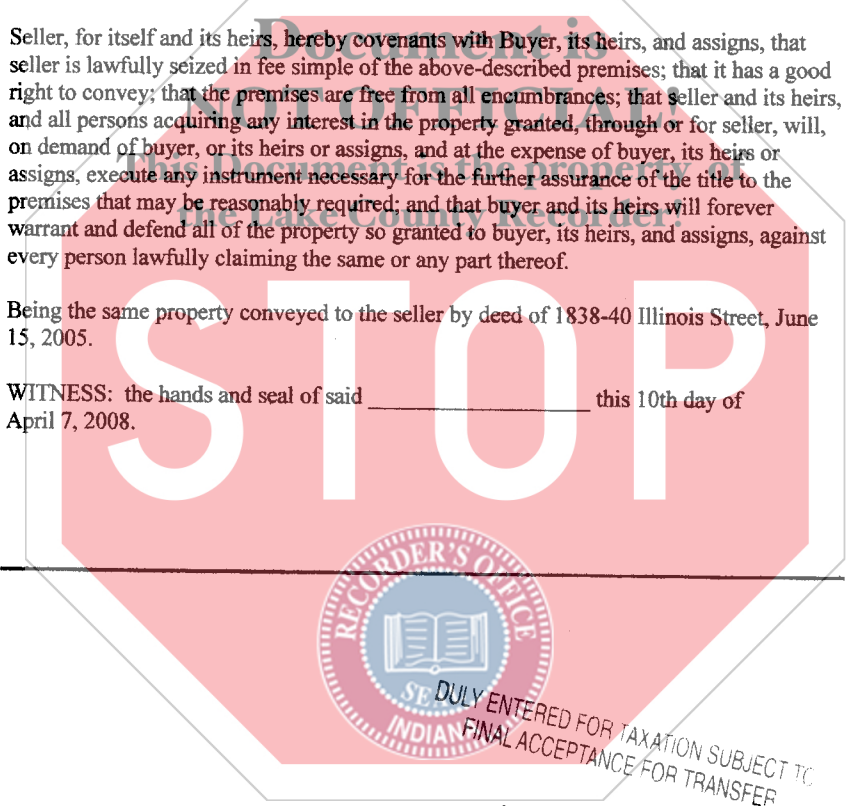 Document is
NOT OFFICIAL!
This Document is the property of
the Lake County Recorder!
Seller, for itself and its heirs, hereby covenants with Buyer, its heirs, and assigns, that
seller is lawfully seized in fee simple of the above-described premises; that it has a good
right to convey; that the premises are free from all encumbrances; that seller and its heirs,
and all persons acquiring any interest in the property granted, through or for seller, will,
on demand of buyer, or its heirs or assigns, and at the expense of buyer, its heirs or
assigns, execute any instrument necessary for the further assurance of the title to the
premises that may be reasonably required; and that buyer and its heirs will forever
warrant and defend all of the property so granted to buyer, its heirs, and assigns, against
every person lawfully claiming the same or any part thereof.
Being the same property conveyed to the seller by deed of 1838-40 Illinois Street, June
15, 2005.
WITNESS: the hands and seal of said ____________________ this 10th day of
April 7, 2008.
STOP
RECORDER'S OFFICE
SEAL
INDIANA
DULY ENTERED FOR TAXATION SUBJECT TO
FINAL ACCEPTANCE FOR TRANSFER